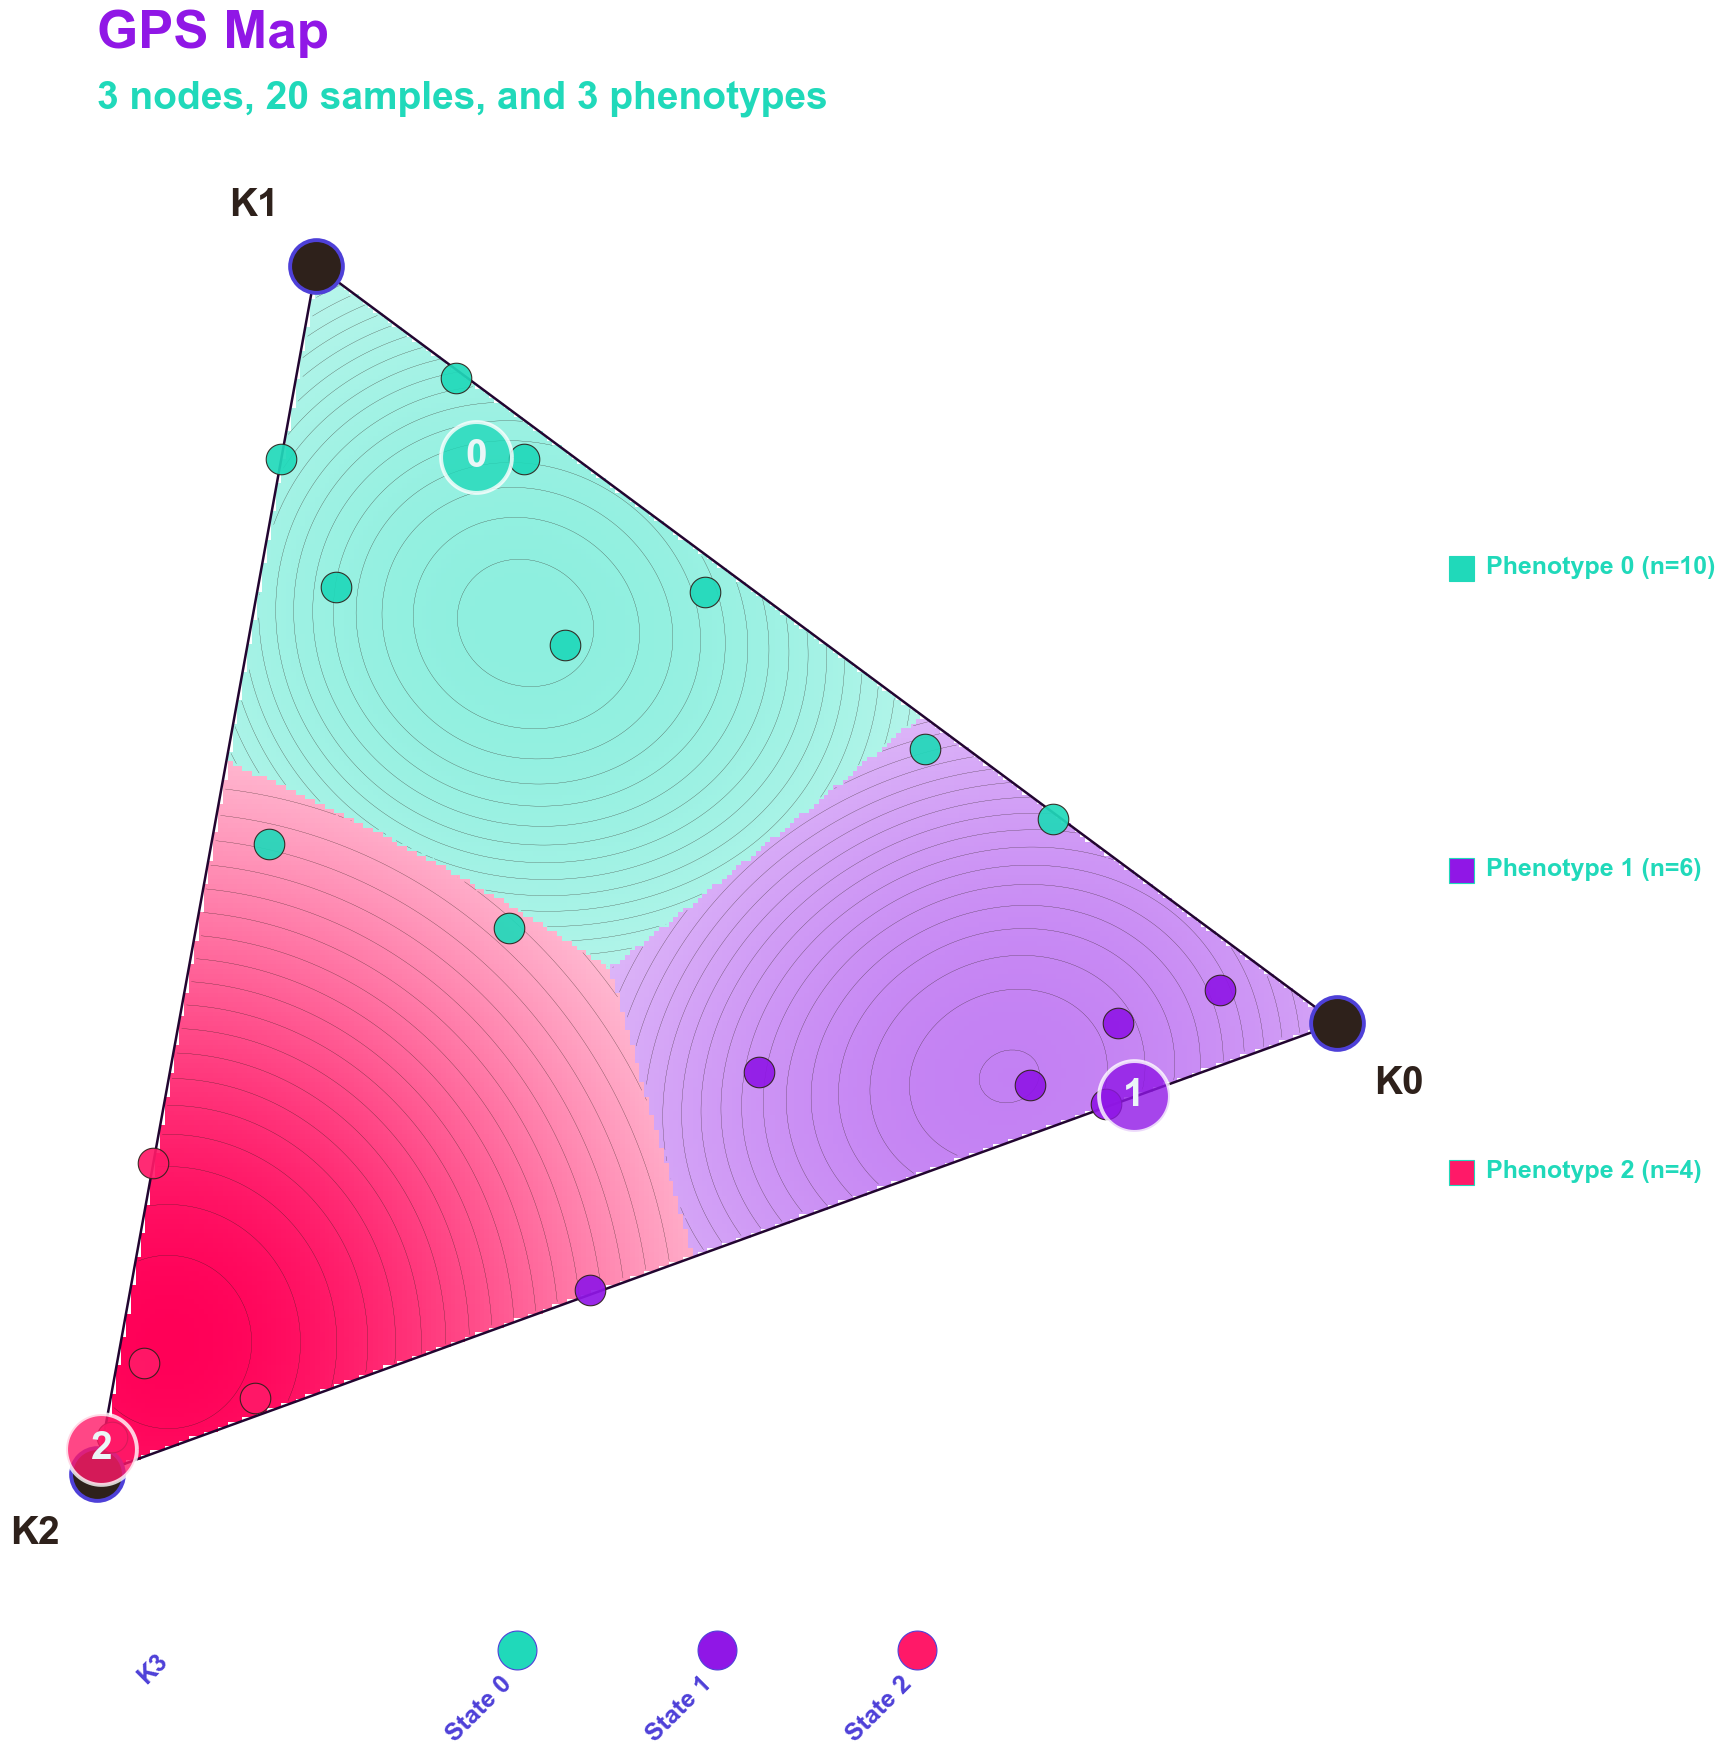 GPS Map
3 nodes, 20 samples, and 3 phenotypes
K1
0
Phenotype 0 (n=10)
Phenotype 1 (n=6)
1
K0
Phenotype 2 (n=4)
2
K2
K3
State 0
State 1
State 2